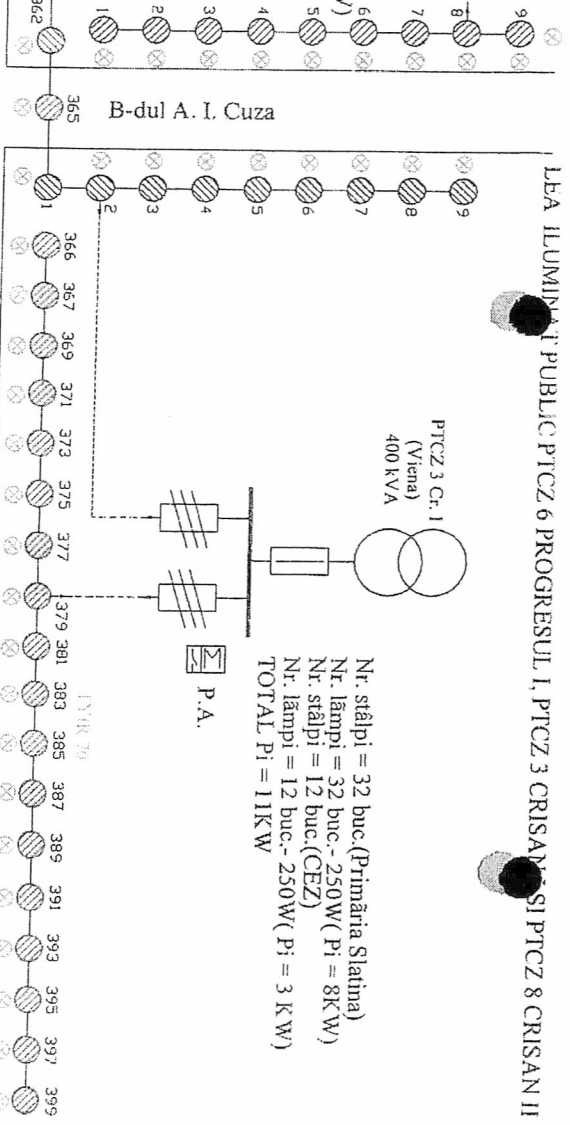 LEA ILUMINAT PUBLIC PTCZ 6 PROGRESUL I, PTCZ 3 CRISAN I SI PTCZ 8 CRISAN II
PTCZ 3 Cr. 1
(Viena)
400 kVA
Nr. stâlpi = 32 buc.(Primăria Slatina)
Nr. lămpi = 32 buc.- 250W( Pi = 8KW)
Nr. stâlpi = 12 buc.(CEZ)
Nr. lămpi = 12 buc.- 250W( Pi = 3 KW)
TOTAL Pi = 11KW
P.A.
B-dul A. I. Cuza
1 2 3 4 5 6 7 8 9
362
365
1 2 3 4 5 6 7 8 9
366 367 369 371 373 375 377 379 381 383 385 387 389 391 393 395 397 399